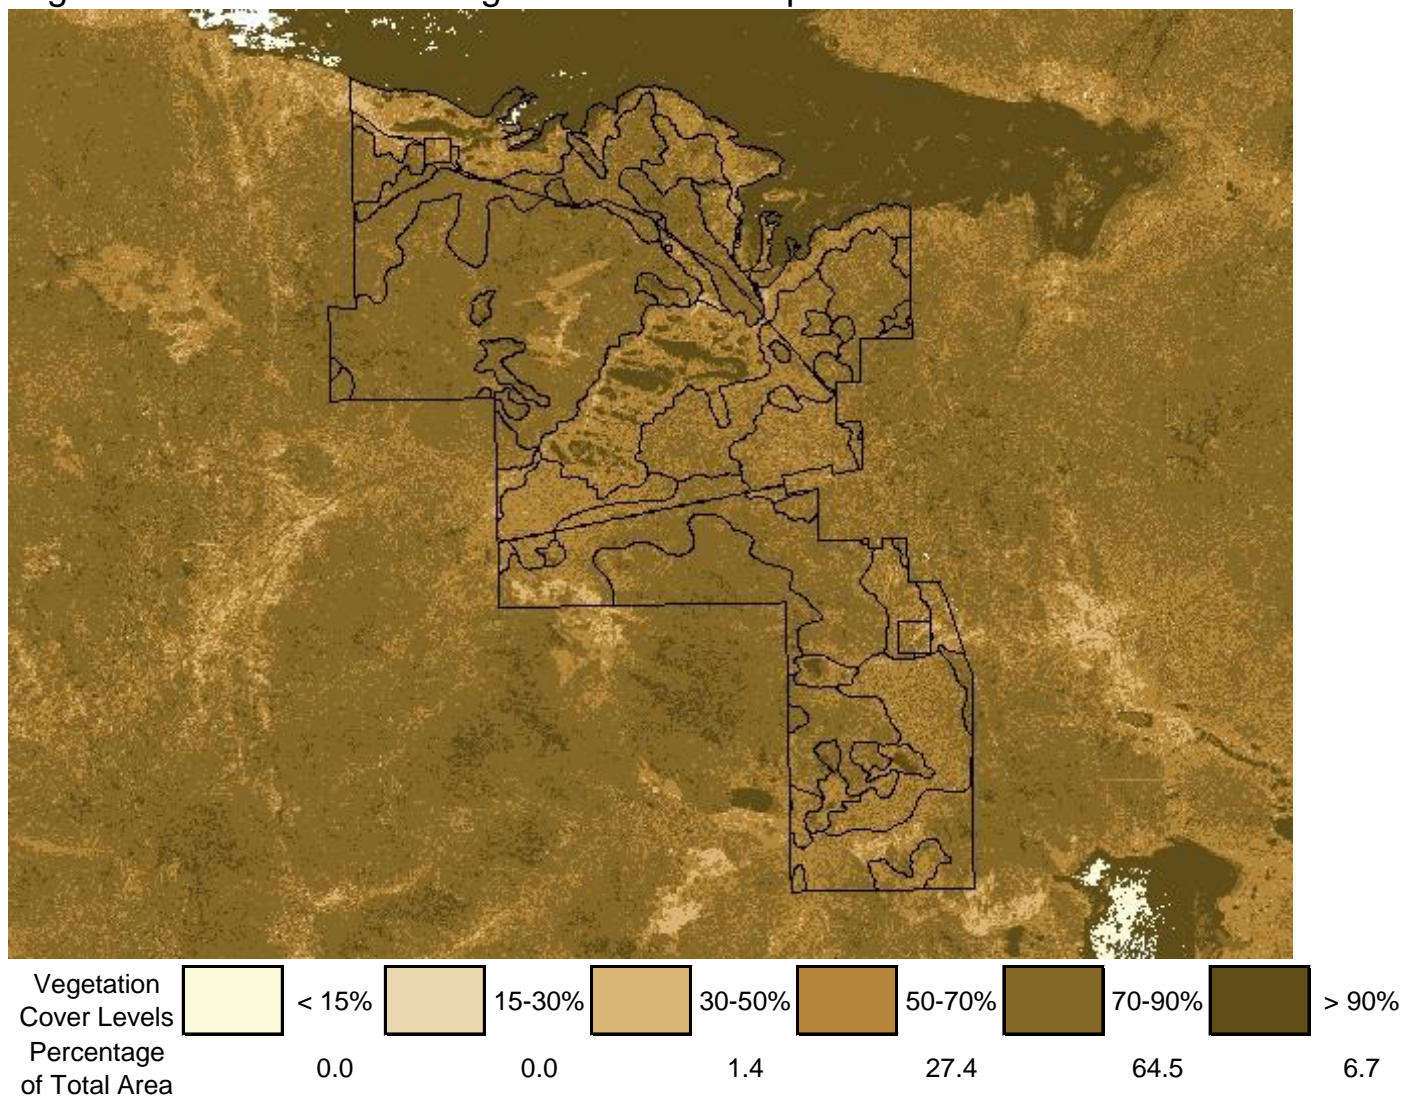 Vegetation
Cover Levels
< 15% 15-30% 30-50% 50-70% 70-90% > 90%
Percentage
of Total Area
0.0 0.0 1.4 27.4 64.5 6.7